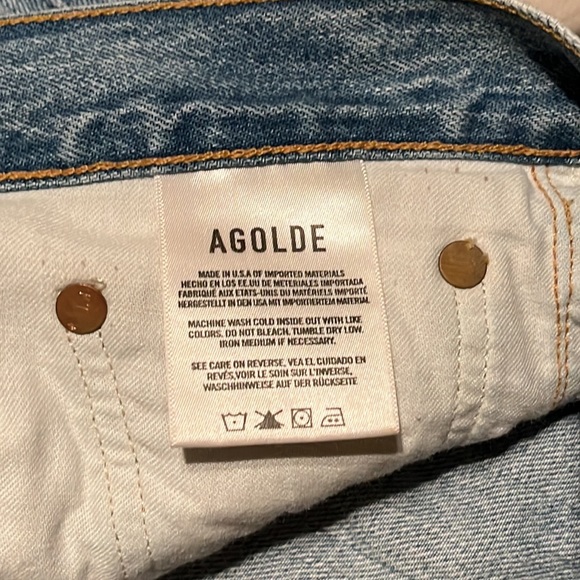 AGOLDE
MADE IN U.S.A OF IMPORTED MATERIALS
HECHO EN LOS EE.UU DE METERIALES IMPORTADA
FABRIQUÉ AUX ETATS-UNIS DU MATÉRIELS IMPORTÉ
HERGESTELLT IN DEN USA MIT IMPORTIERTEM MATERIAL
MACHINE WASH COLD INSIDE OUT WITH LIKE
COLORS. DO NOT BLEACH. TUMBLE DRY LOW.
IRON MEDIUM IF NECESSARY.
SEE CARE ON REVERSE, VEA EL CUIDADO EN
REVÉS,VOIR LE SOIN SUR L'INVERSE,
WASCHHINWEISE AUF DER RÜCKSEITE